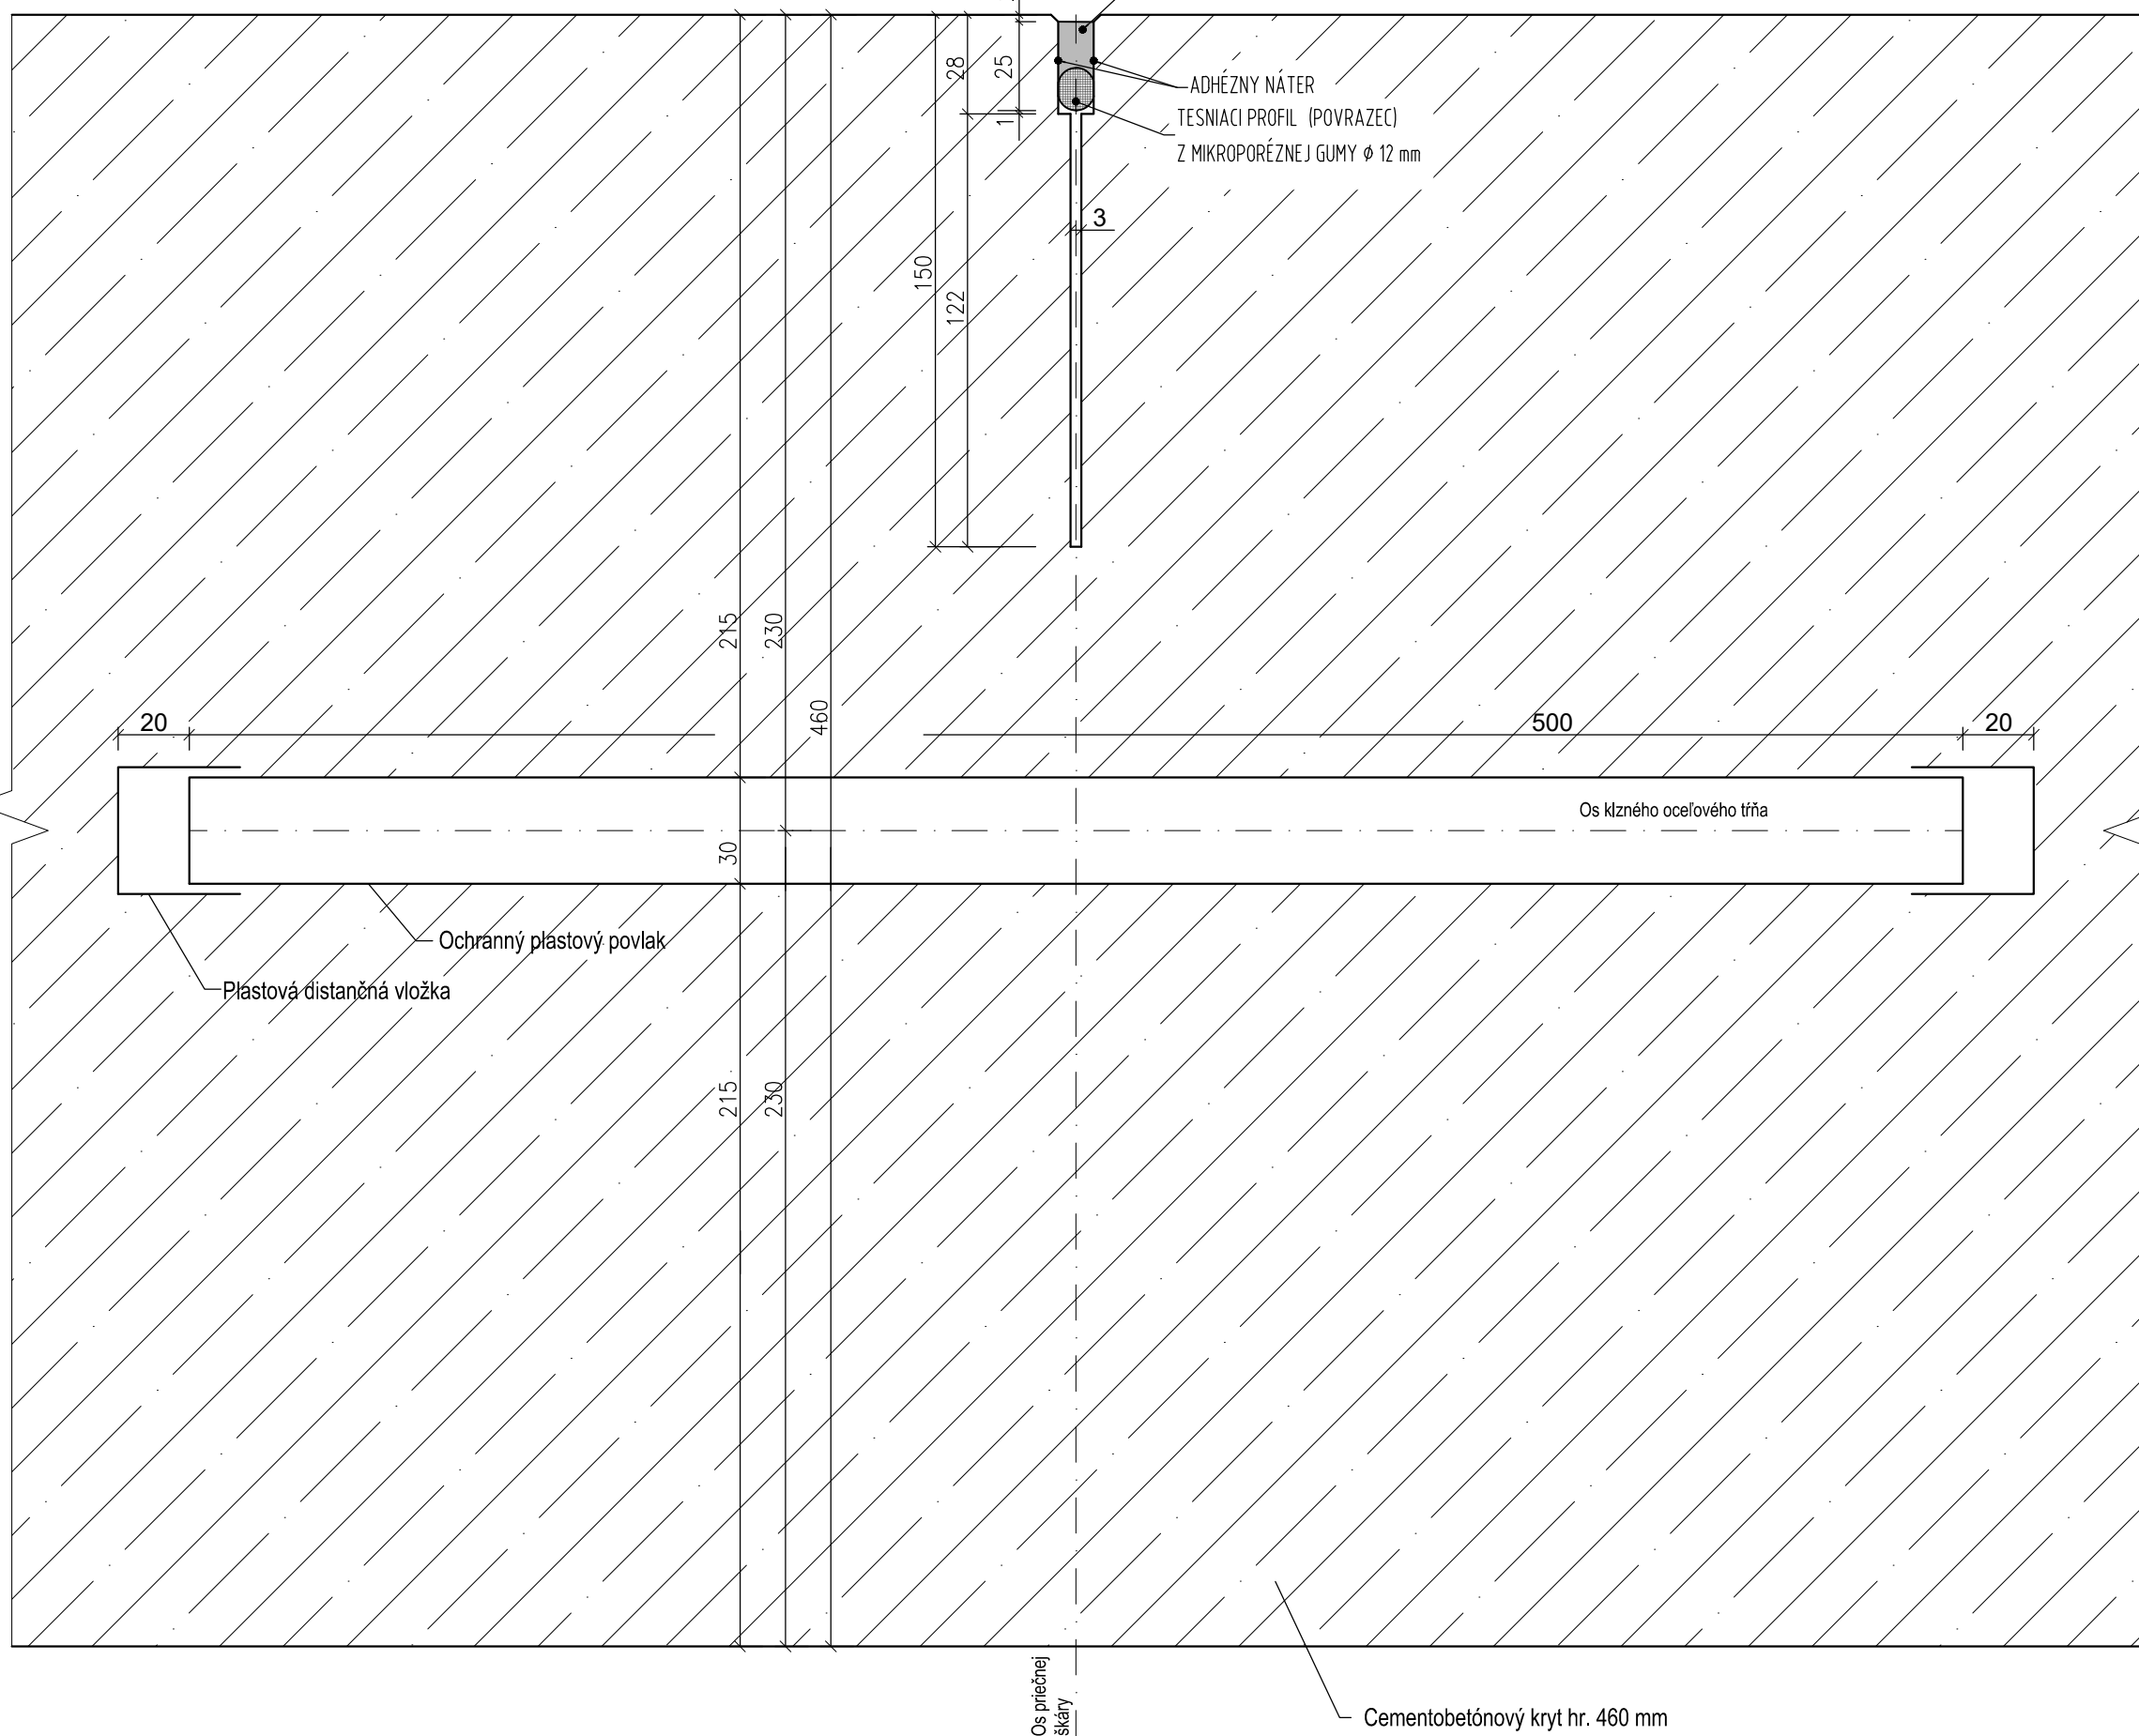 28
25
ADHÉZNY NÁTER
TESNIACI PROFIL (POVRAZEC)
1
Z MIKROPORÉZNEJ GUMY Φ 12 mm
3
150
122
215
230
460
20
500
20
Os klzného oceľového tŕňa
30
Ochranný plastový povlak
Plastová distančná vložka
215
230
Os priečnej
škáry
Cementobetónový kryt hr. 460 mm